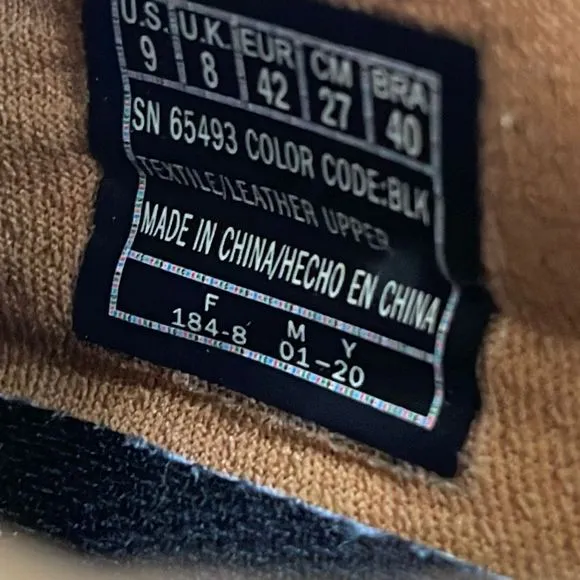 U.S. U.K. EUR CM BRA
9 8 42 27 40
SN 65493 COLOR CODE:BLK
TEXTILE/LEATHER UPPER
MADE IN CHINA/HECHO EN CHINA
F M Y
184-8 01-20